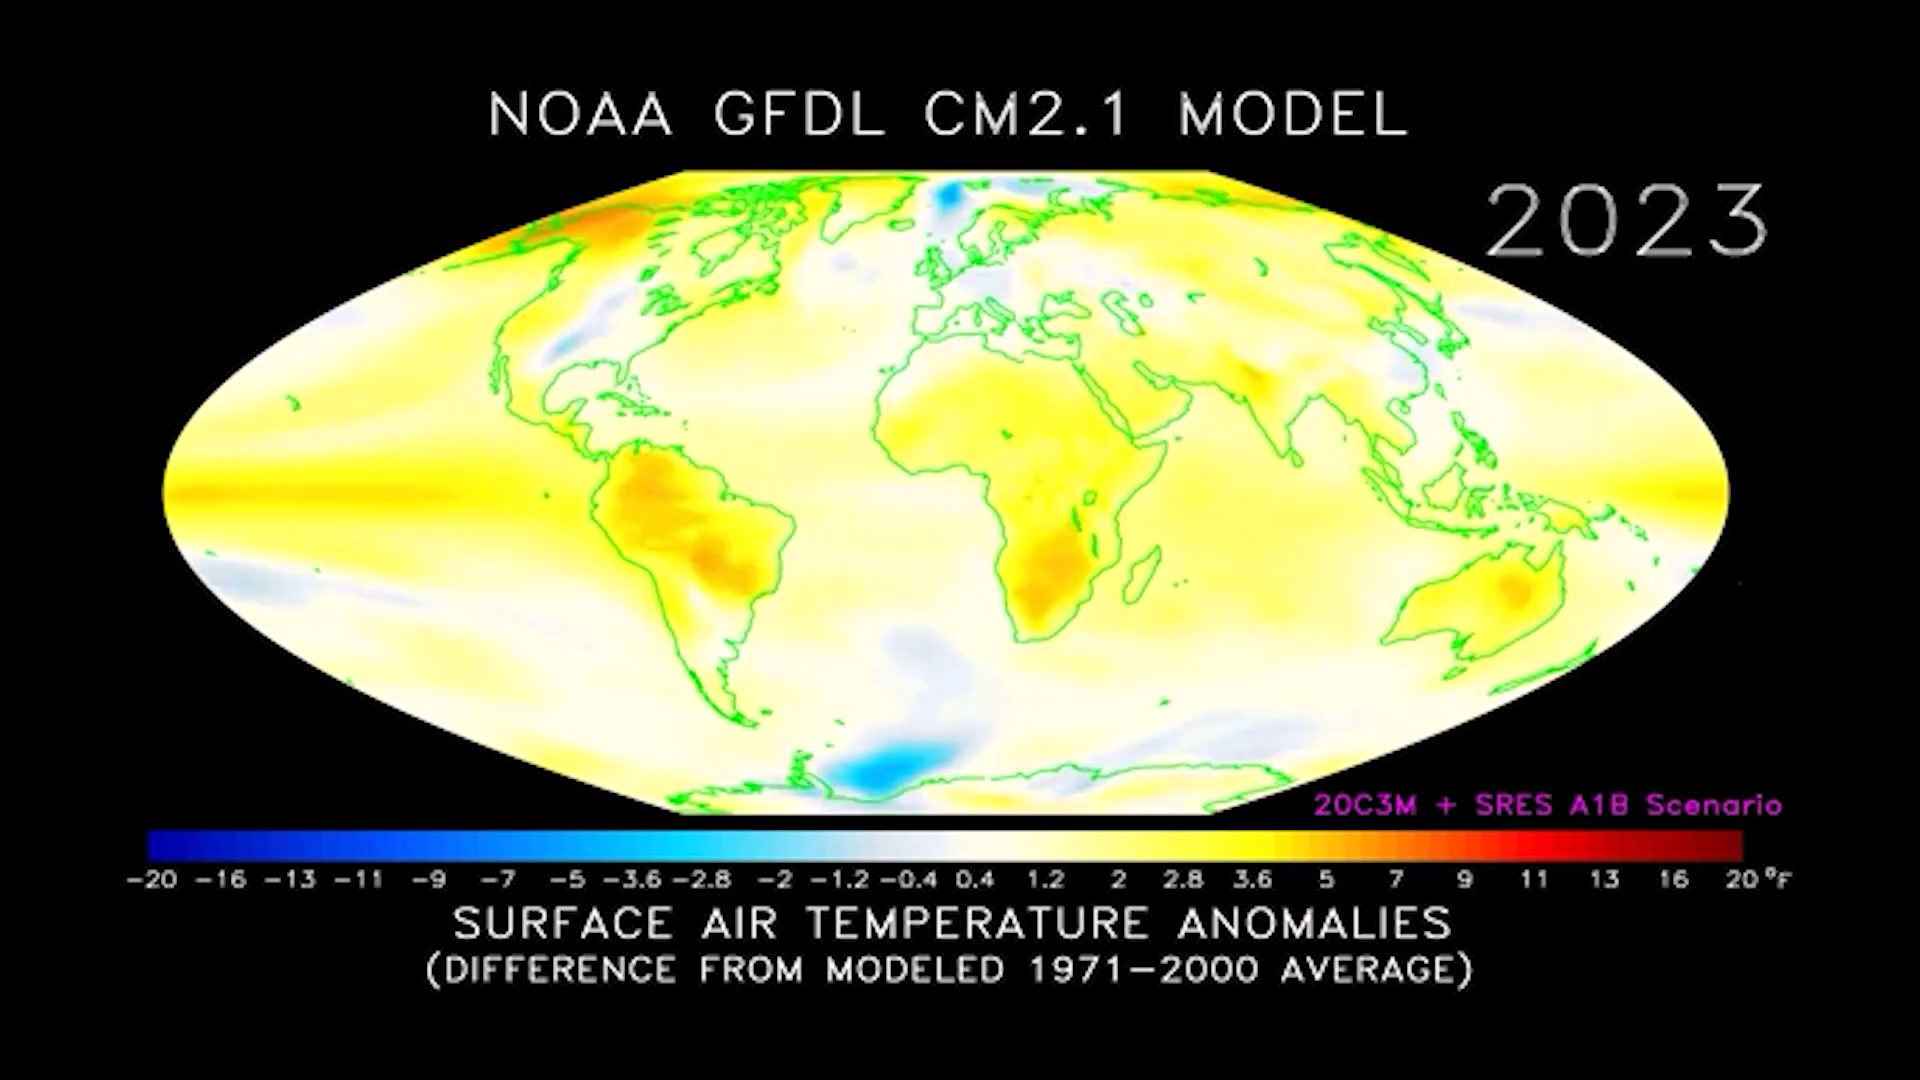 NOAA GFDL CM2.1 MODEL
2023
20C3M + SRES A1B Scenario
-20 -16 -13 -11 -9 -7 -5 -3.6 -2.8 -2 -1.2 -0.4 0.4 1.2 2 2.8 3.6 5 7 9 11 13 16 20 °F
SURFACE AIR TEMPERATURE ANOMALIES
(DIFFERENCE FROM MODELED 1971-2000 AVERAGE)